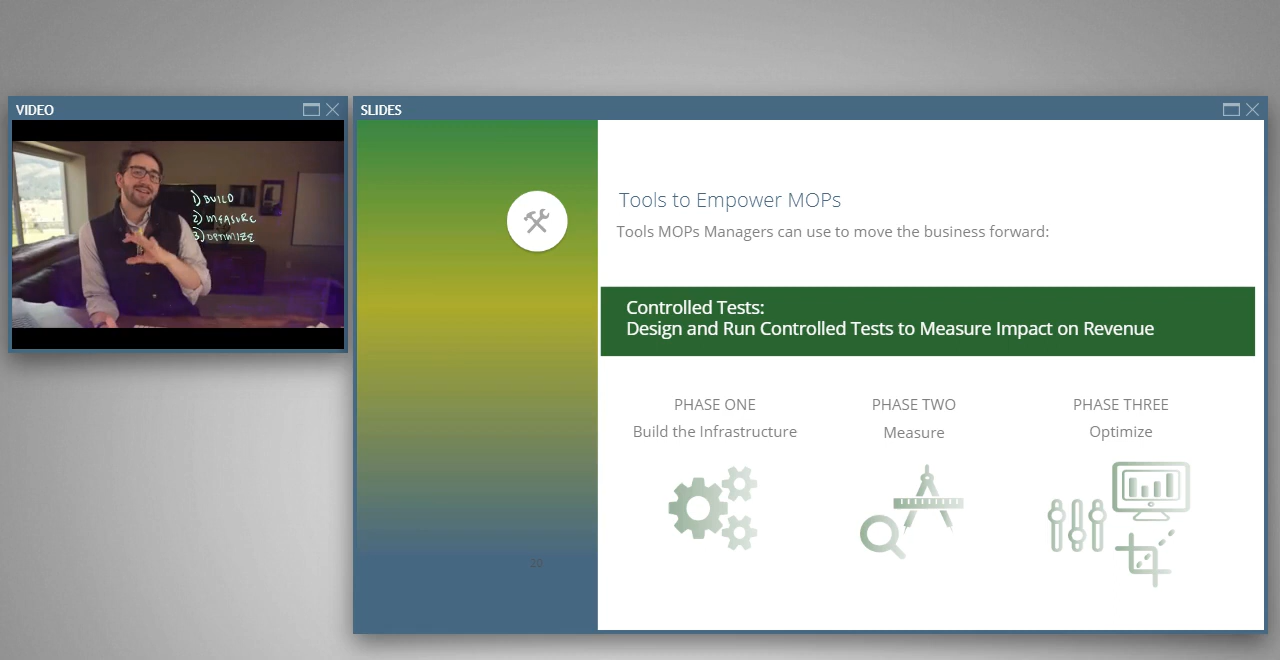 VIDEO
1) BUILD
2) MEASURE
3) OPTIMIZE
SLIDES
Tools to Empower MOPs
Tools MOPs Managers can use to move the business forward:
Controlled Tests:
Design and Run Controlled Tests to Measure Impact on Revenue
PHASE ONE
Build the Infrastructure
PHASE TWO
Measure
PHASE THREE
Optimize
20